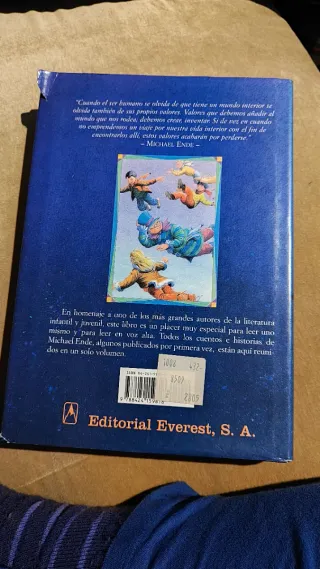 "Cuando el ser humano se olvida de que tiene un mundo interior se
olvida también de sus propios valores. Valores que debemos añadir al
mundo que nos rodea, debemos crear, inventar. Si de vez en cuando
no emprendemos un viaje por nuestra vida interior con el fin de
encontrarlos allí, estos valores acabarán por perderse."
– MICHAEL ENDE –
En homenaje a uno de los más grandes autores de la literatura
infantil y juvenil, este libro es un placer muy especial para leer uno
mismo y para leer en voz alta. Todos los cuentos e historias de
Michael Ende, algunos publicados por primera vez, están aquí reuni-
dos en un solo volumen.
ISBN
1006
8509
2809
Editorial Everest, S. A.